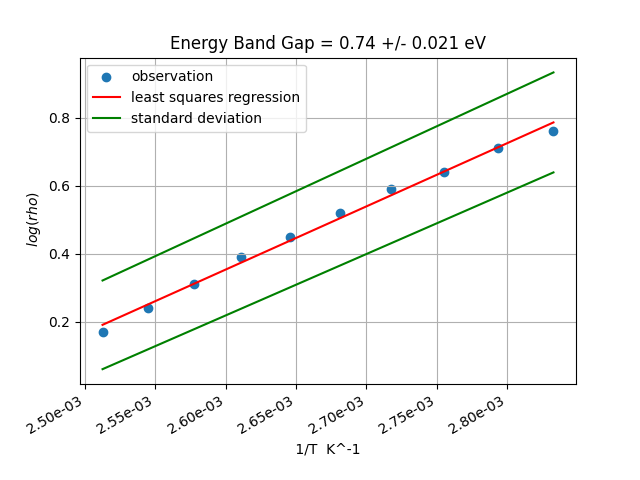 Energy Band Gap = 0.74 +/- 0.021 eV
observation
least squares regression
standard deviation
log(rho)
0.8
0.6
0.4
0.2
2.50e-03
2.55e-03
2.60e-03
2.65e-03
2.70e-03
2.75e-03
2.80e-03
1/T  K^-1